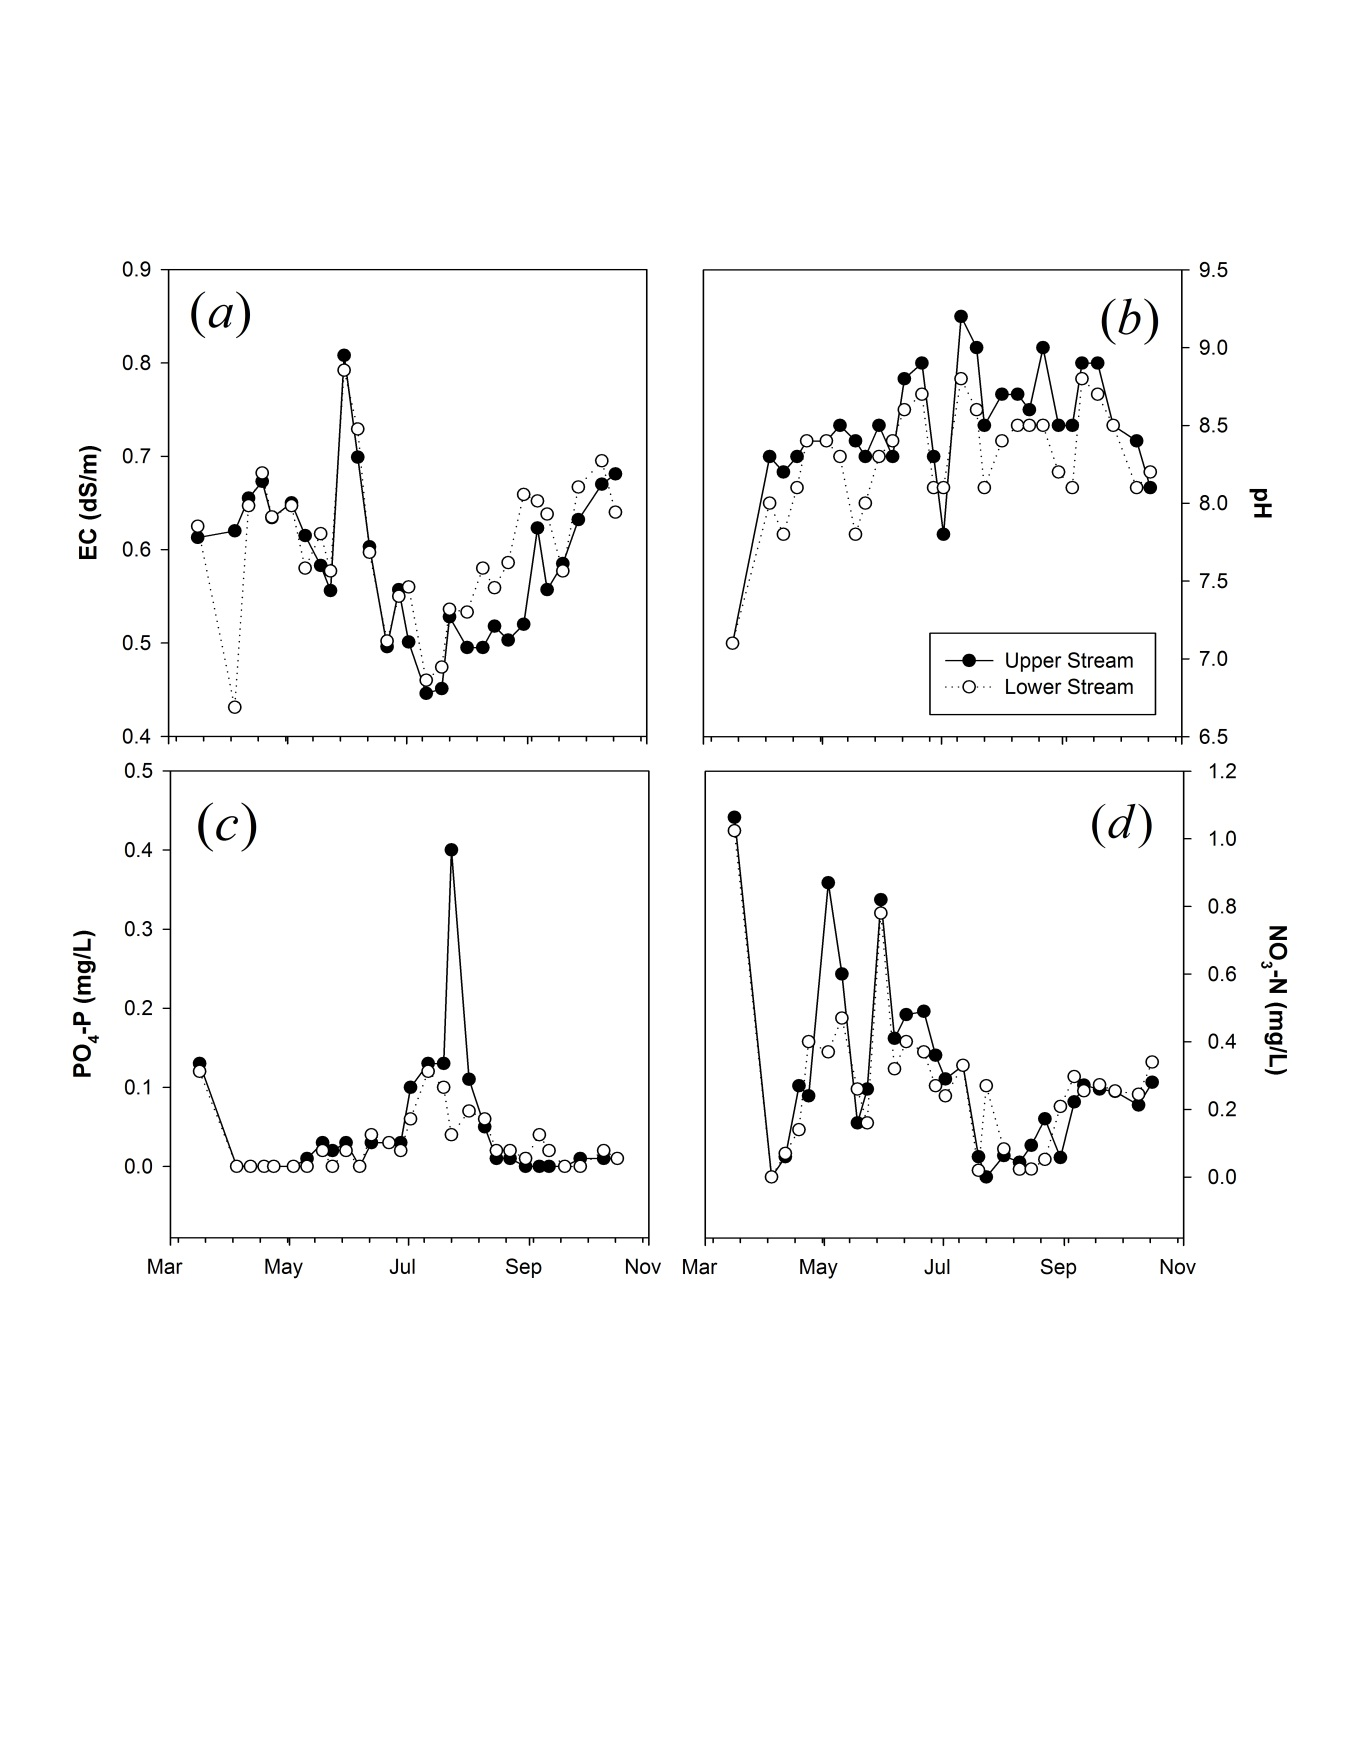 (a)
0.9
0.8
0.7
0.6
0.5
0.4
EC (dS/m)
(b)
9.5
9.0
8.5
8.0
7.5
7.0
6.5
pH
Upper Stream
Lower Stream
(c)
0.5
0.4
0.3
0.2
0.1
0.0
PO4-P (mg/L)
Mar May Jul Sep Nov
(d)
1.2
1.0
0.8
0.6
0.4
0.2
0.0
NO3-N (mg/L)
Mar May Jul Sep Nov